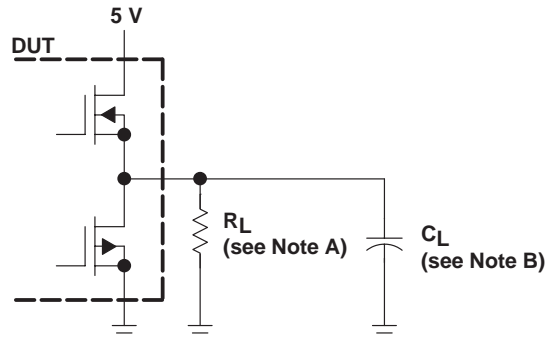 5 V
DUT
RL
(see Note A)
CL
(see Note B)